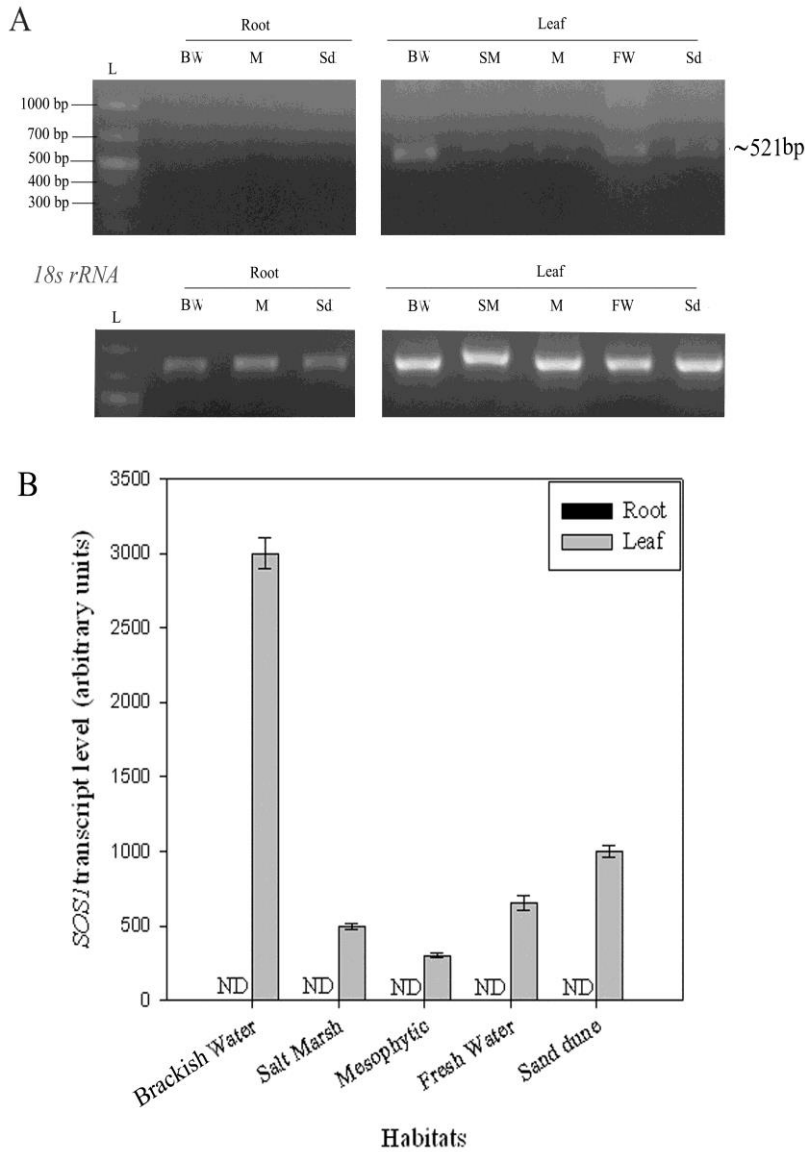 A
Root
Leaf
L
BW M Sd
BW SM M FW Sd
1000 bp
700 bp
500 bp
400 bp
300 bp
~521bp
18s rRNA
Root
Leaf
L
BW M Sd
BW SM M FW Sd
B
SOS1 transcript level (arbitrary units)
3500
3000
2500
2000
1500
1000
500
0
Root
Leaf
ND ND ND ND ND
Brackish Water
Salt Marsh
Mesophytic
Fresh Water
Sand dune
Habitats